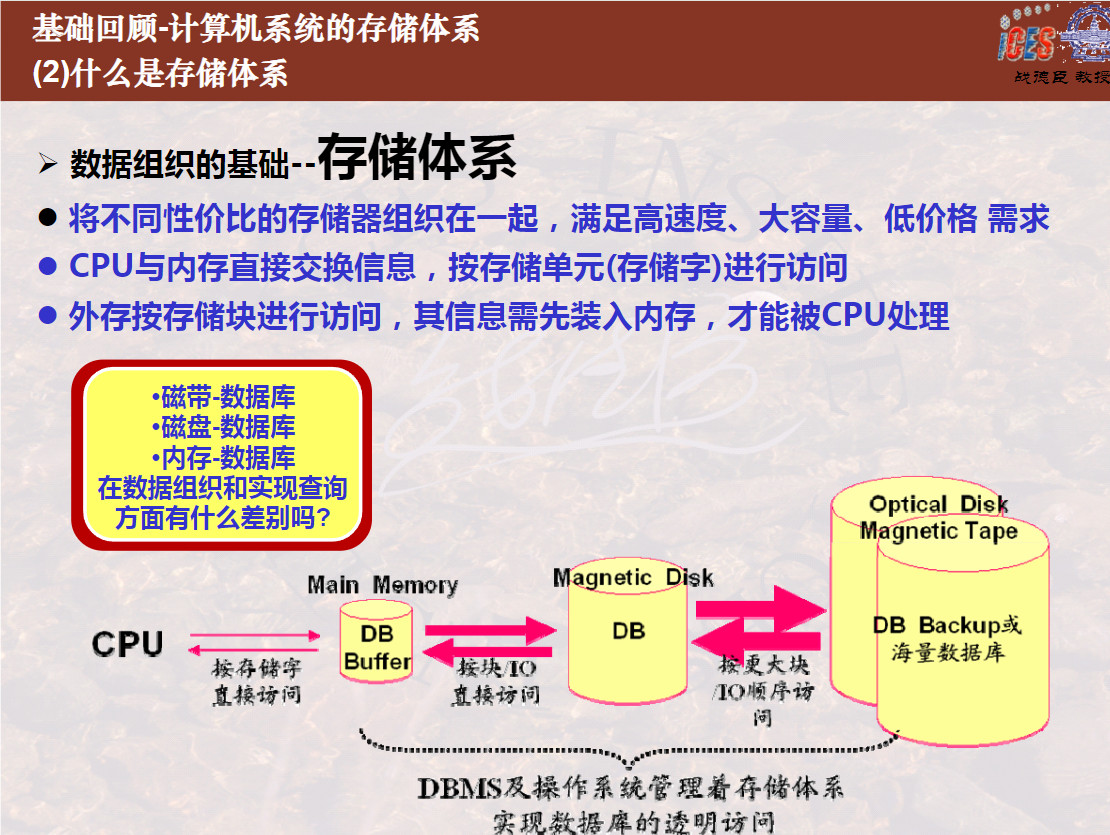 基础回顾-计算机系统的存储体系
(2)什么是存储体系
ICES
战德臣 教授
数据组织的基础--存储体系
将不同性价比的存储器组织在一起，满足高速度、大容量、低价格 需求
CPU与内存直接交换信息，按存储单元(存储字)进行访问
外存按存储块进行访问，其信息需先装入内存，才能被CPU处理
•磁带-数据库
•磁盘-数据库
•内存-数据库
在数据组织和实现查询
方面有什么差别吗?
CPU
按存储字
直接访问
Main Memory
DB
Buffer
按块/IO
直接访问
Magnetic Disk
DB
按更大块
/IO顺序访
问
Optical Disk
Magnetic Tape
DB Backup或
海量数据库
DBMS及操作系统管理着存储体系
实现数据库的透明访问